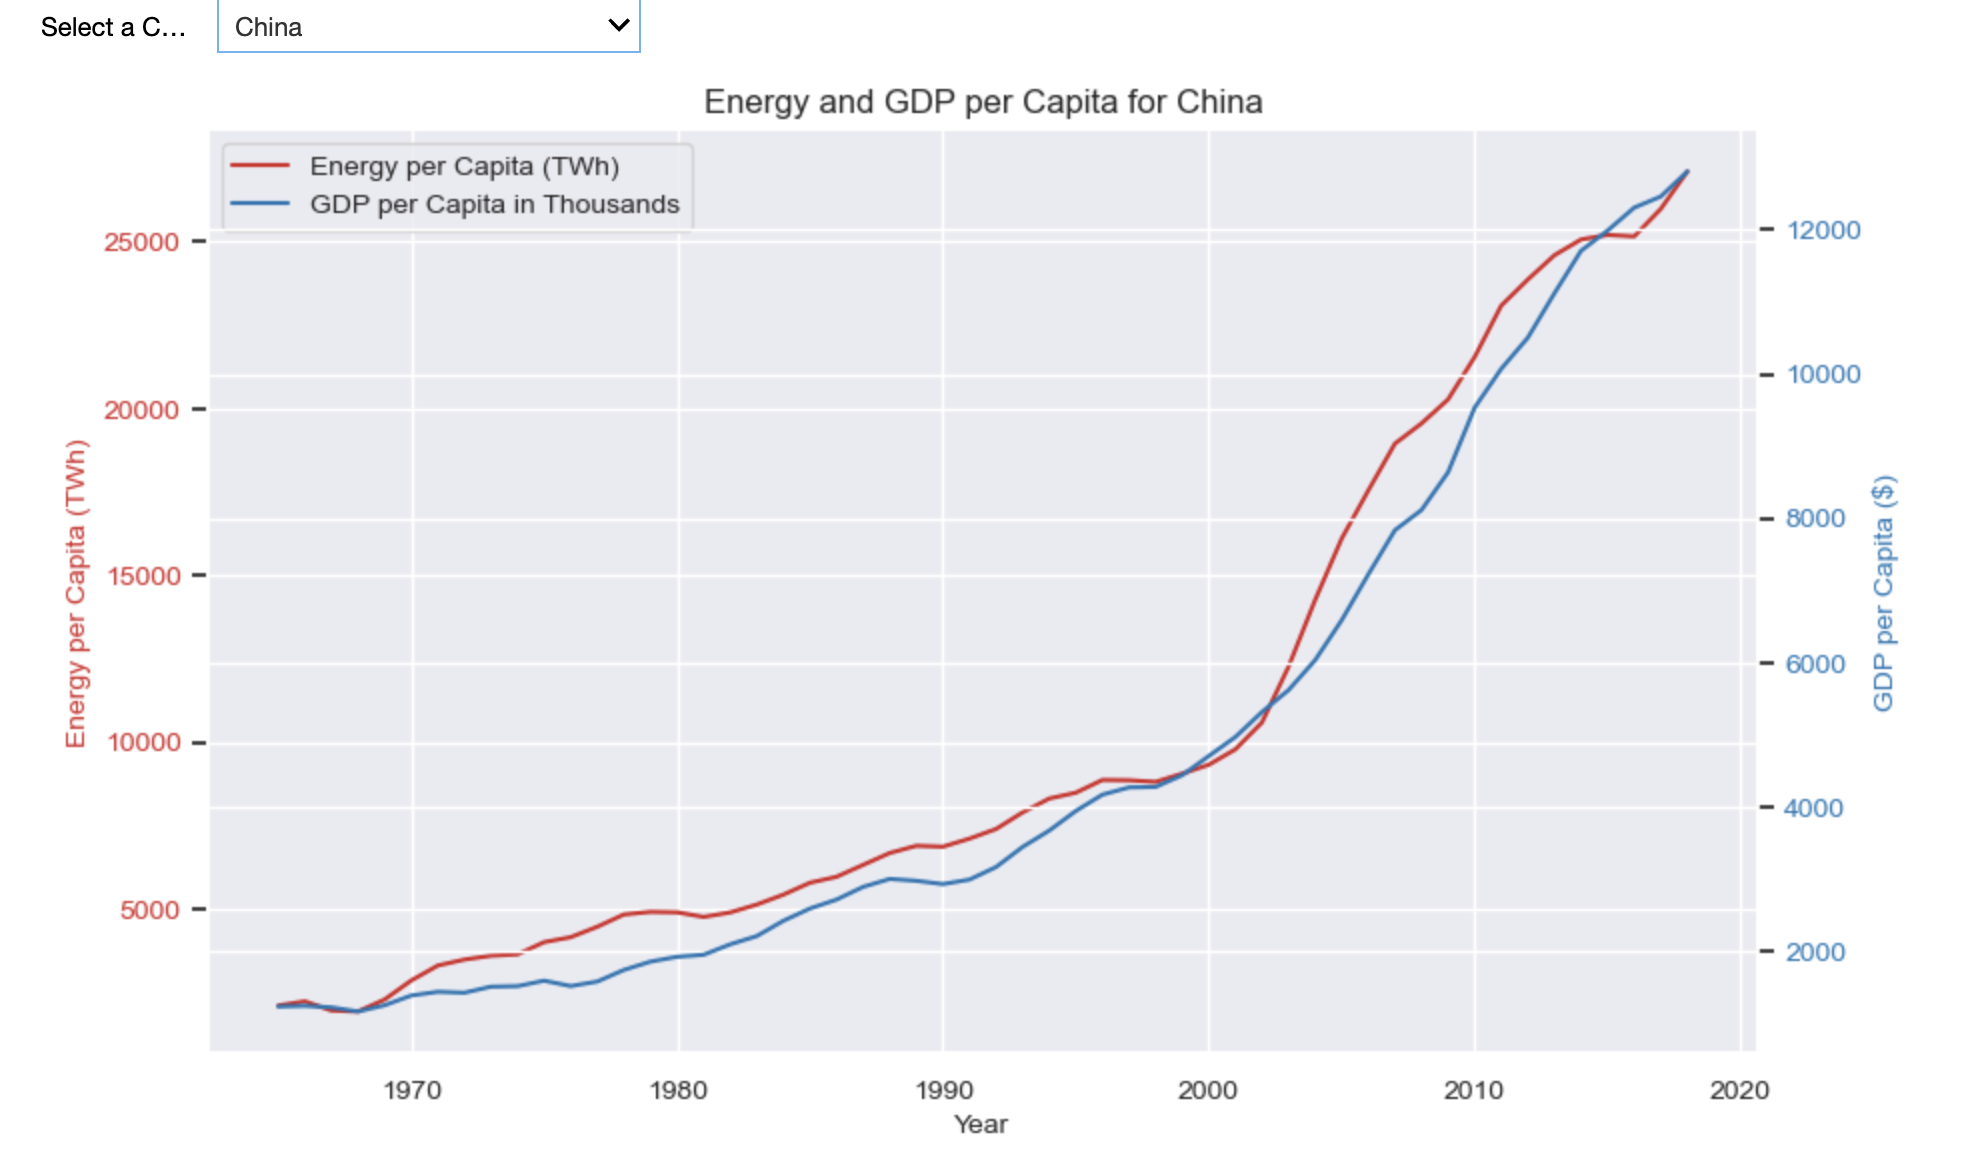 Select a C...
China
Energy and GDP per Capita for China
Energy per Capita (TWh)
GDP per Capita in Thousands
25000
20000
15000
10000
5000
Energy per Capita (TWh)
12000
10000
8000
6000
4000
2000
GDP per Capita ($)
1970 1980 1990 2000 2010 2020
Year